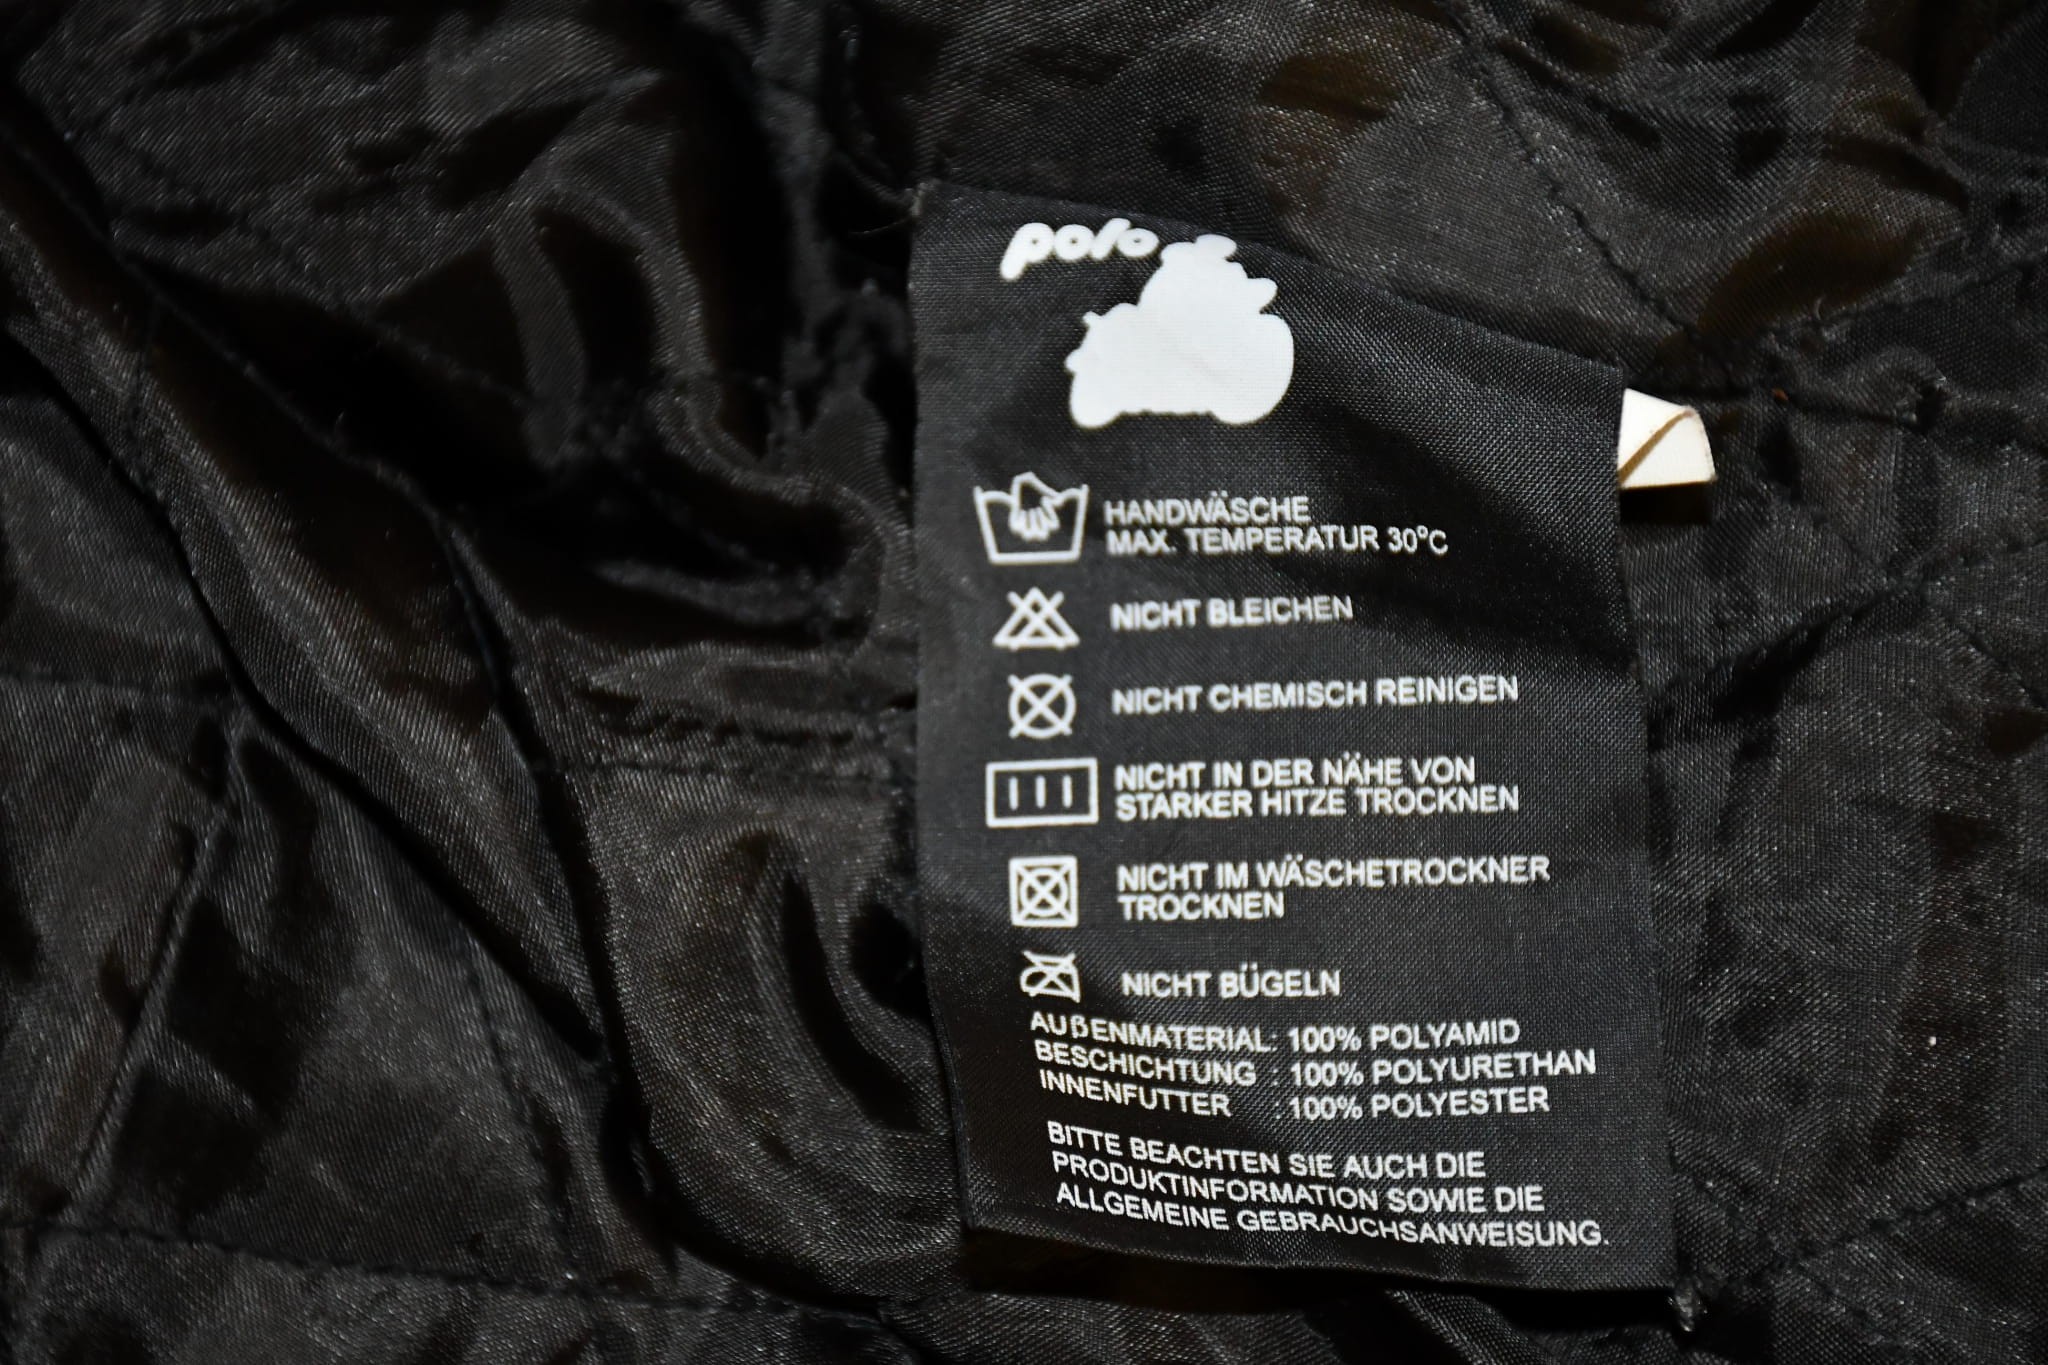 polo
HANDWÄSCHE
MAX. TEMPERATUR 30°C
NICHT BLEICHEN
NICHT CHEMISCH REINIGEN
NICHT IN DER NÄHE VON
STARKER HITZE TROCKNEN
NICHT IM WÄSCHETROCKNER
TROCKNEN
NICHT BÜGELN
AUßENMATERIAL: 100% POLYAMID
BESCHICHTUNG : 100% POLYURETHAN
INNENFUTTER : 100% POLYESTER
BITTE BEACHTEN SIE AUCH DIE
PRODUKTINFORMATION SOWIE DIE
ALLGEMEINE GEBRAUCHSANWEISUNG.